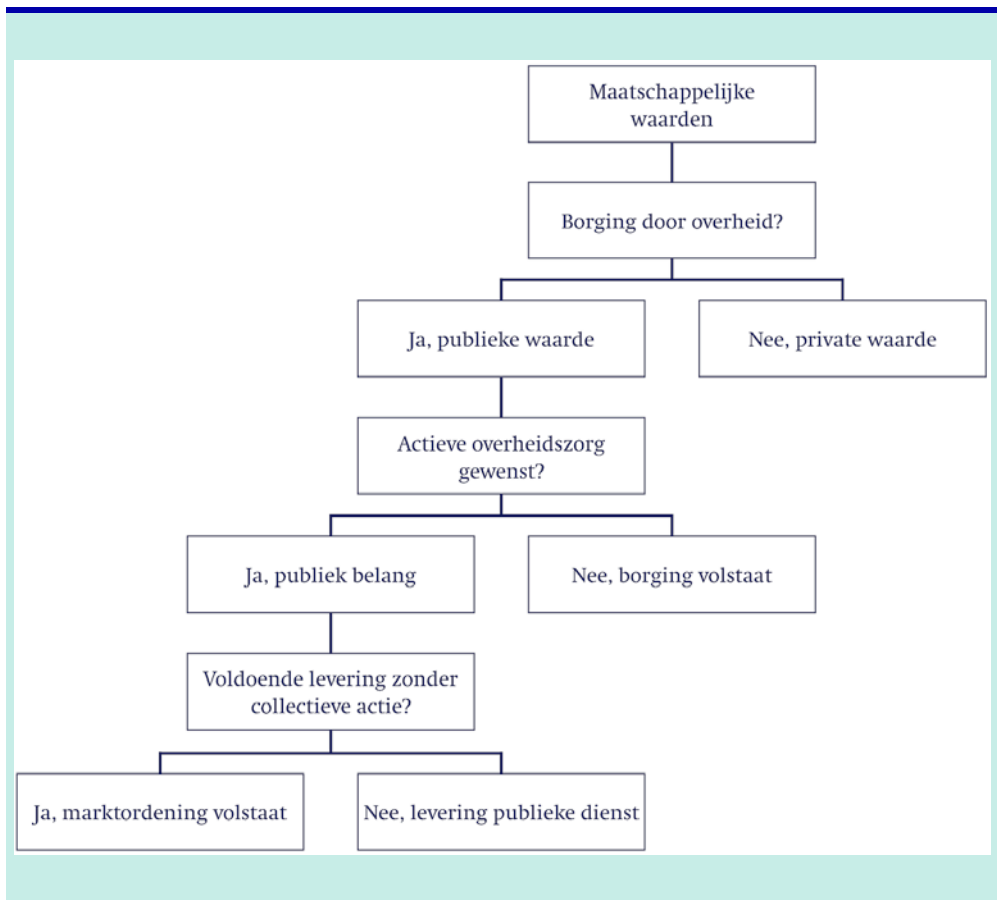 Maatschappelijke
waarden
Borging door overheid?
Ja, publieke waarde
Nee, private waarde
Actieve overheidszorg
gewenst?
Ja, publiek belang
Nee, borging volstaat
Voldoende levering zonder
collectieve actie?
Ja, marktordening volstaat
Nee, levering publieke dienst